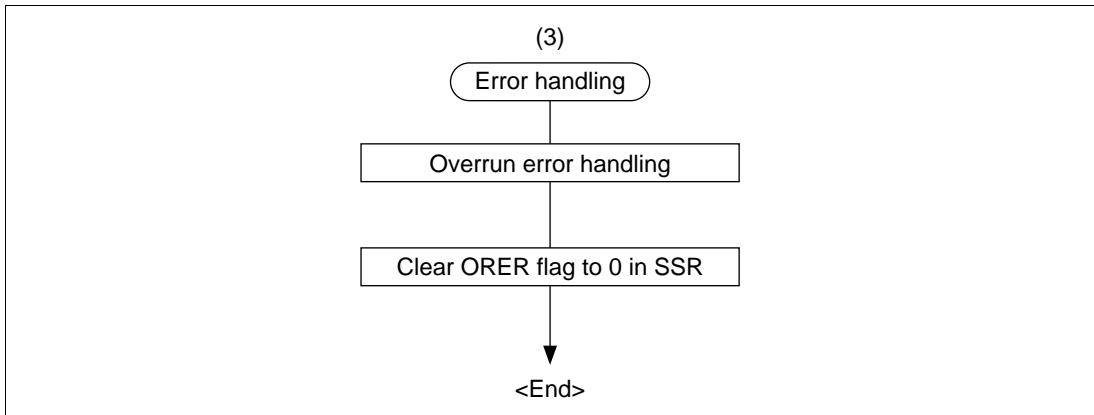 (3)
Error handling
Overrun error handling
Clear ORER flag to 0 in SSR
<End>